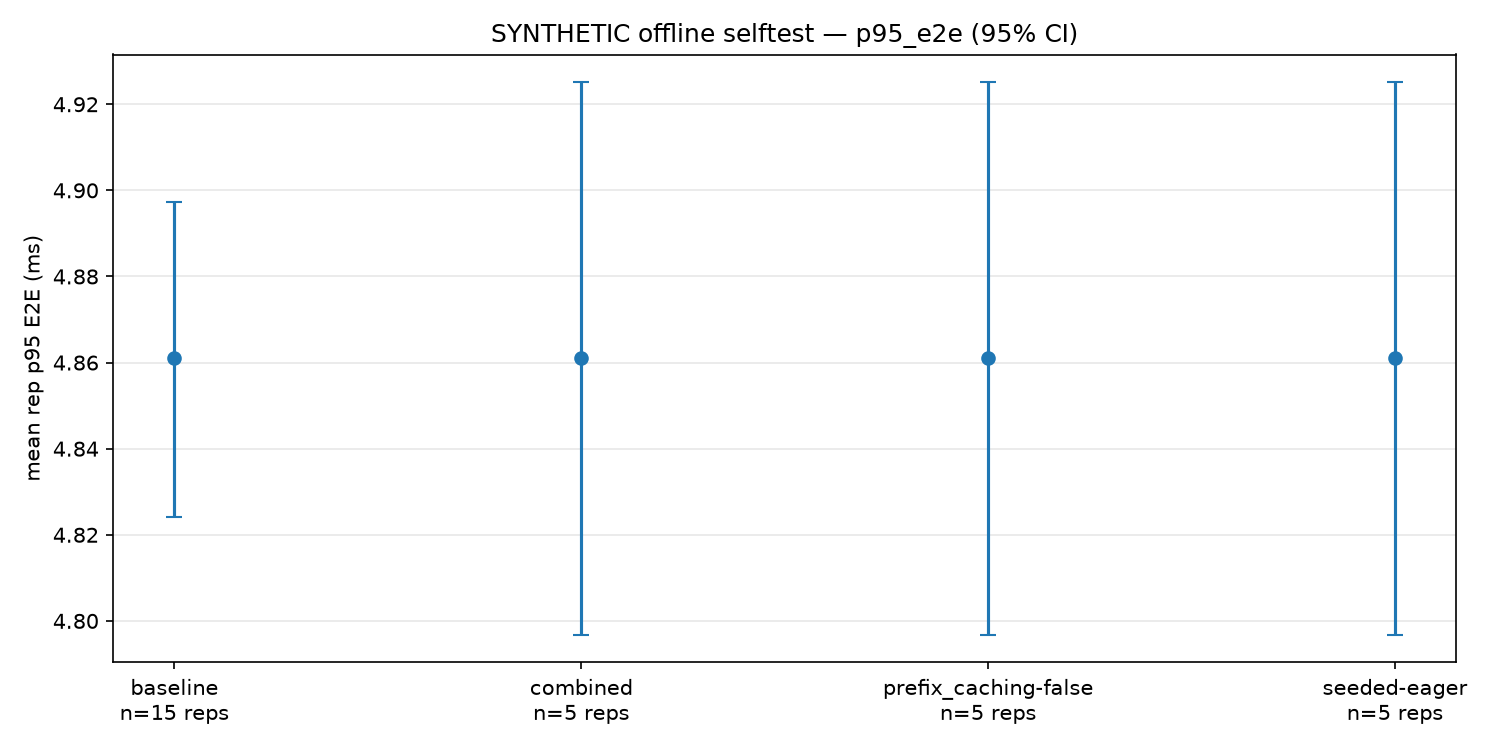 SYNTHETIC offline selftest — p95_e2e (95% CI)
mean rep p95 E2E (ms)
4.92
4.90
4.88
4.86
4.84
4.82
4.80
baseline
n=15 reps
combined
n=5 reps
prefix_caching-false
n=5 reps
seeded-eager
n=5 reps